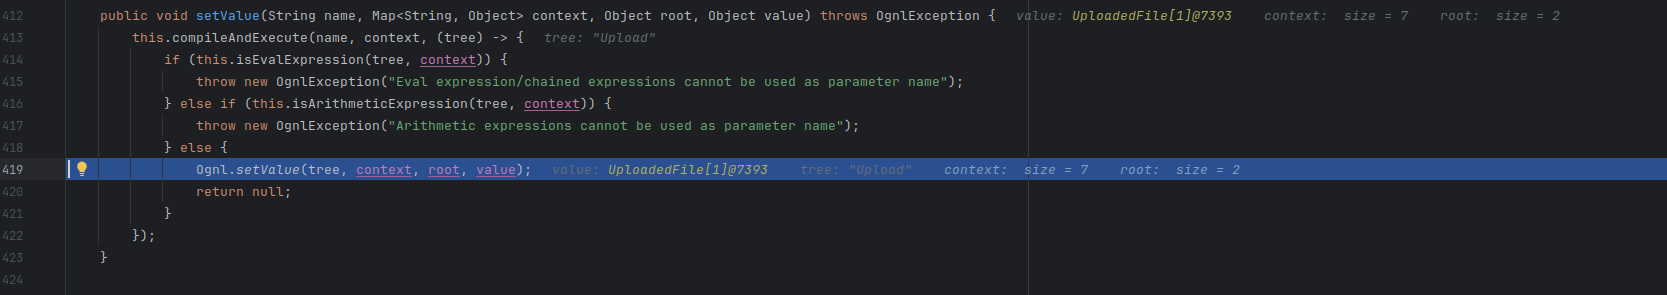 412 public void setValue(String name, Map<String, Object> context, Object root, Object value) throws OgnlException { value: UploadedFile[1]@7393 context: size = 7 root: size = 2
413 this.compileAndExecute(name, context, (tree) -> { tree: "Upload"
414 if (this.isEvalExpression(tree, context)) {
415 throw new OgnlException("Eval expression/chained expressions cannot be used as parameter name");
416 } else if (this.isArithmeticExpression(tree, context)) {
417 throw new OgnlException("Arithmetic expressions cannot be used as parameter name");
418 } else {
419 Ognl.setValue(tree, context, root, value); value: UploadedFile[1]@7393 tree: "Upload" context: size = 7 root: size = 2
420 return null;
421 }
422 });
423 }
424